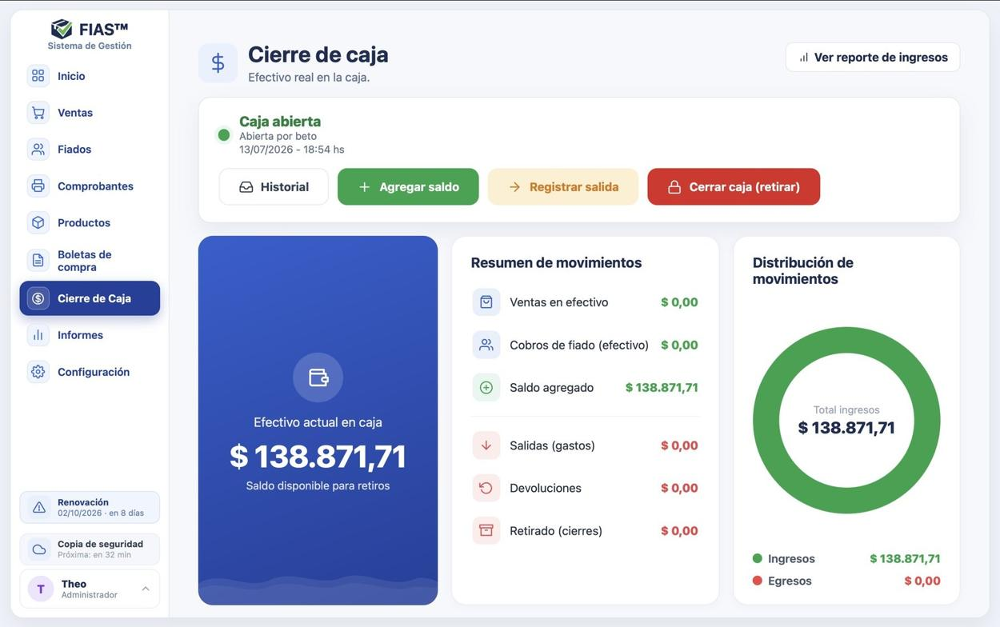 FIAS™
Sistema de Gestión
Inicio
Ventas
Fiados
Comprobantes
Productos
Boletas de
compra
Cierre de Caja
Informes
Configuración
Renovación
02/10/2026 · en 8 días
Copia de seguridad
Próxima: en 32 min
T
Theo
Administrador
Cierre de caja
Efectivo real en la caja.
Ver reporte de ingresos
Caja abierta
Abierta por beto
13/07/2026 - 18:54 hs
Historial
Agregar saldo
Registrar salida
Cerrar caja (retirar)
Efectivo actual en caja
$ 138.871,71
Saldo disponible para retiros
Resumen de movimientos
Ventas en efectivo $ 0,00
Cobros de fiado (efectivo) $ 0,00
Saldo agregado $ 138.871,71
Salidas (gastos) $ 0,00
Devoluciones $ 0,00
Retirado (cierres) $ 0,00
Distribución de
movimientos
Total ingresos
$ 138.871,71
Ingresos $ 138.871,71
Egresos $ 0,00